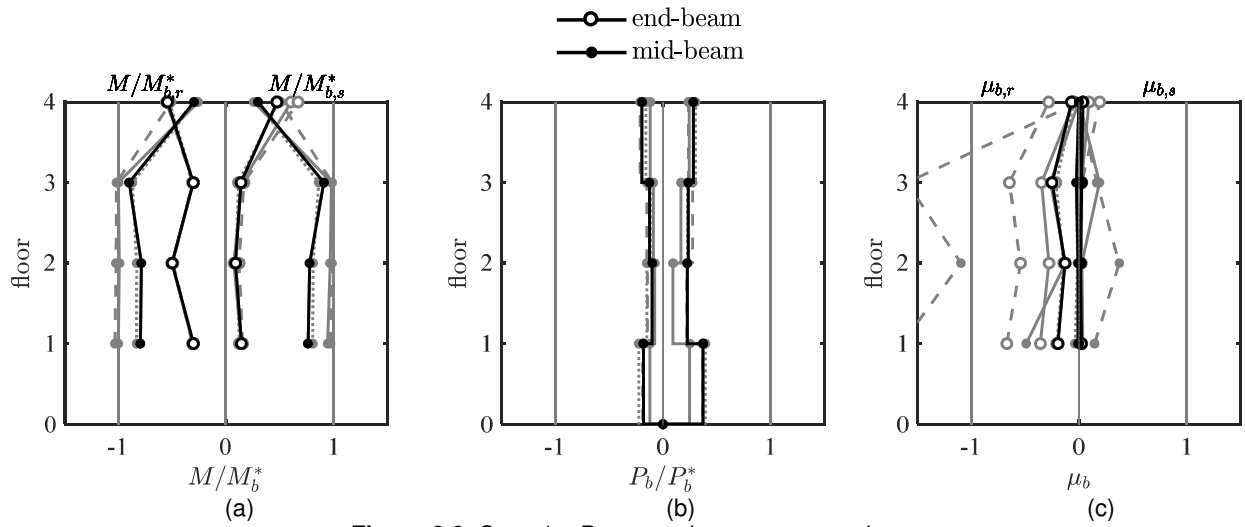 end-beam
mid-beam
M/M*b,r M/M*b,s
μb,r μb,s
4 4 4
3 3 3
floor floor floor
2 2 2
1 1 1
0 0 0
-1 0 1 -1 0 1 -1 0 1
M/M*b Pb/P*b μb
(a) (b) (c)